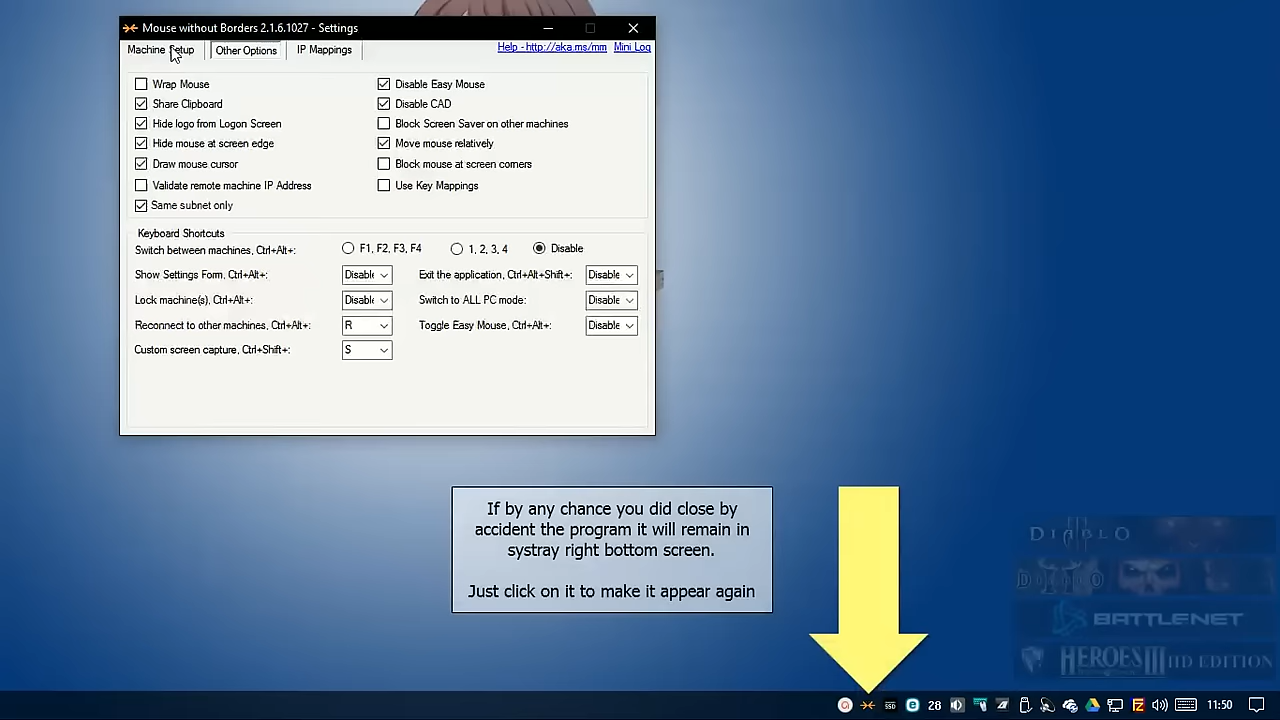 Mouse without Borders 2.1.6.1027 - Settings
Machine Setup
Other Options
IP Mappings
Help - http://aka.ms/mm
Mini Log
Wrap Mouse
Disable Easy Mouse
Share Clipboard
Disable CAD
Hide logo from Logon Screen
Block Screen Saver on other machines
Hide mouse at screen edge
Move mouse relatively
Draw mouse cursor
Block mouse at screen corners
Validate remote machine IP Address
Use Key Mappings
Same subnet only
Keyboard Shortcuts
Switch between machines, Ctrl+Alt+:
F1, F2, F3, F4
1, 2, 3, 4
Disable
Show Settings Form, Ctrl+Alt+:
Disable
Exit the application, Ctrl+Alt+Shift+:
Disable
Lock machine(s), Ctrl+Alt+:
Disable
Switch to ALL PC mode:
Disable
Reconnect to other machines, Ctrl+Alt+:
R
Toggle Easy Mouse, Ctrl+Alt+:
Disable
Custom screen capture, Ctrl+Shift+:
S
If by any chance you did close by
accident the program it will remain in
systray right bottom screen.
Just click on it to make it appear again
DIABLO
BATTLENET
HEROES III HD EDITION
SSD
28
11:50